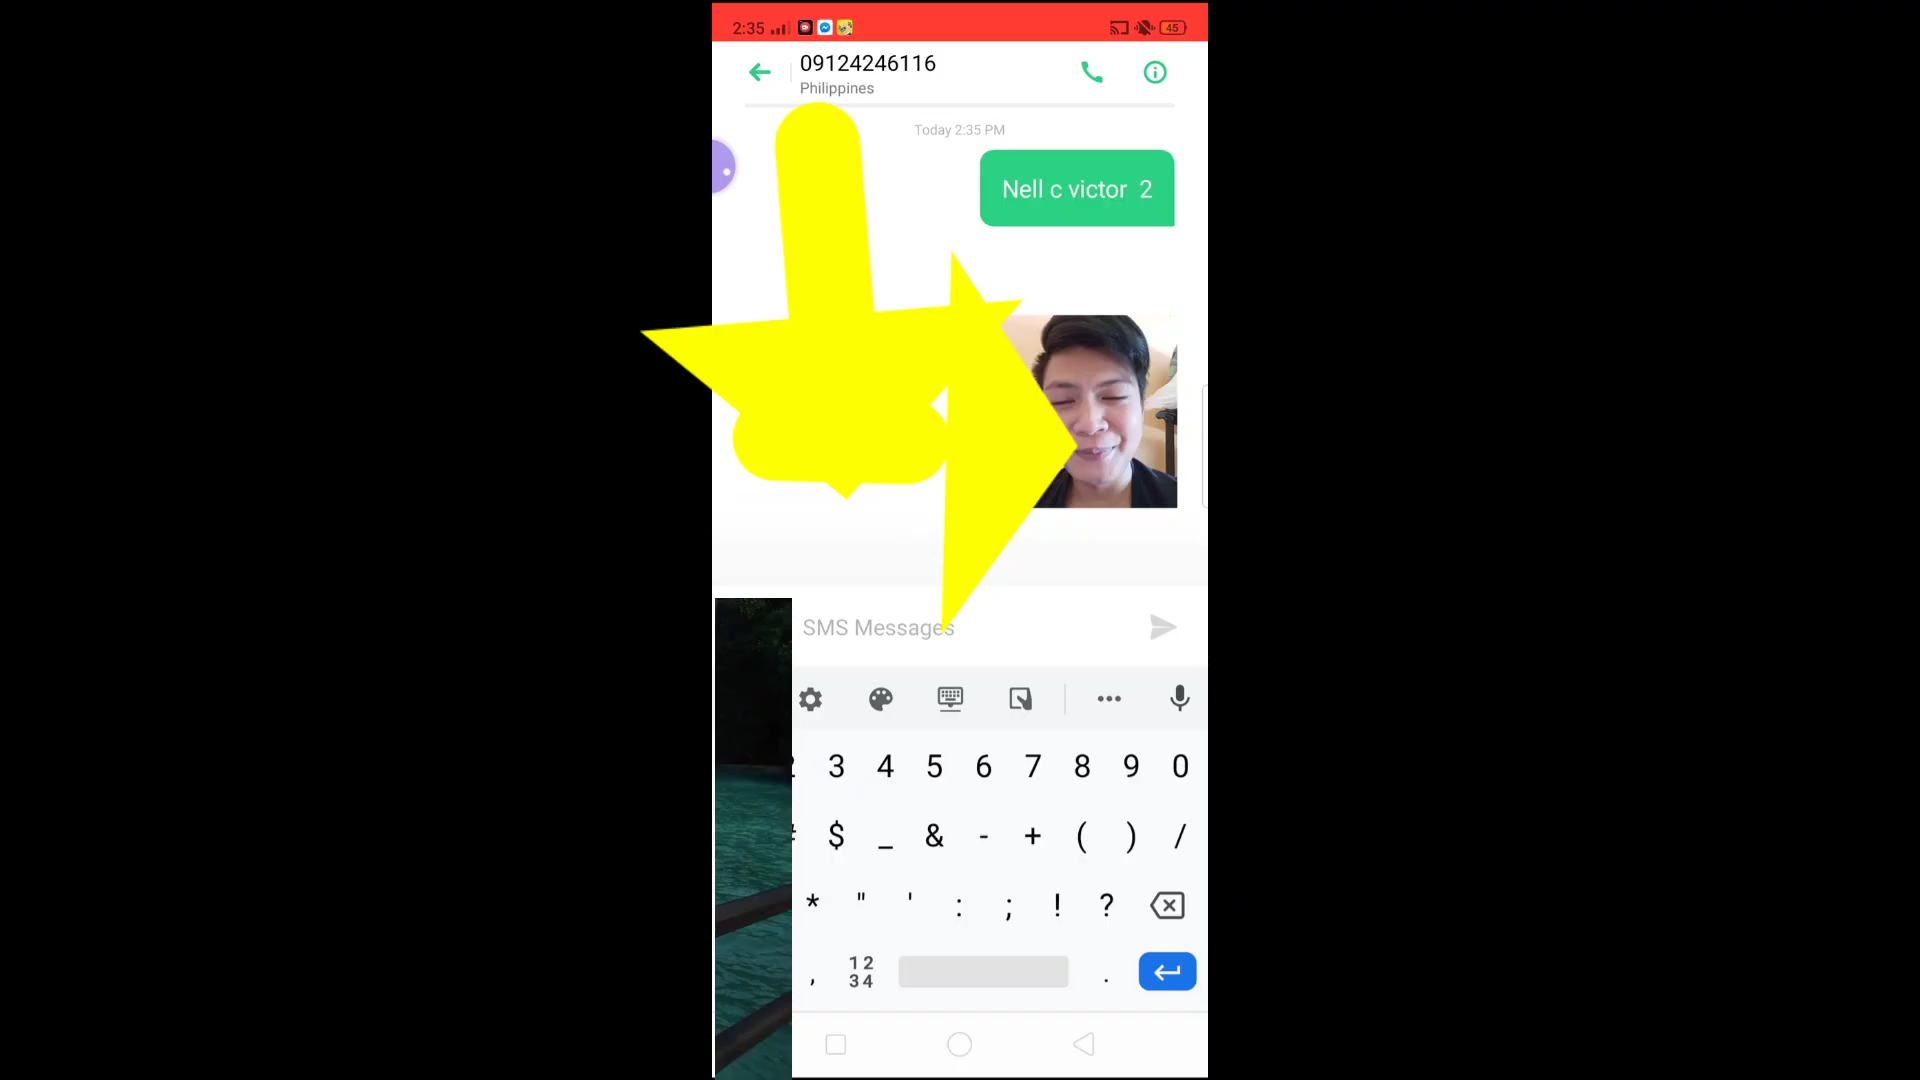 2:35
45
09124246116
Philippines
Today 2:35 PM
Nell c victor 2
SMS Messages
3 4 5 6 7 8 9 0
$ _ & - + ( ) /
* " ' : ; ! ?
, 12 34 .